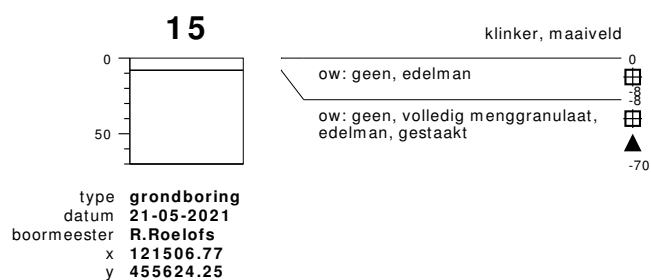 15
klinker, maaiveld
0
0
ow: geen, edelman
-8
-8
ow: geen, volledig menggranulaat,
edelman, gestaakt
50
-70
type grondboring
datum 21-05-2021
boormeester R.Roelofs
x 121506.77
y 455624.25